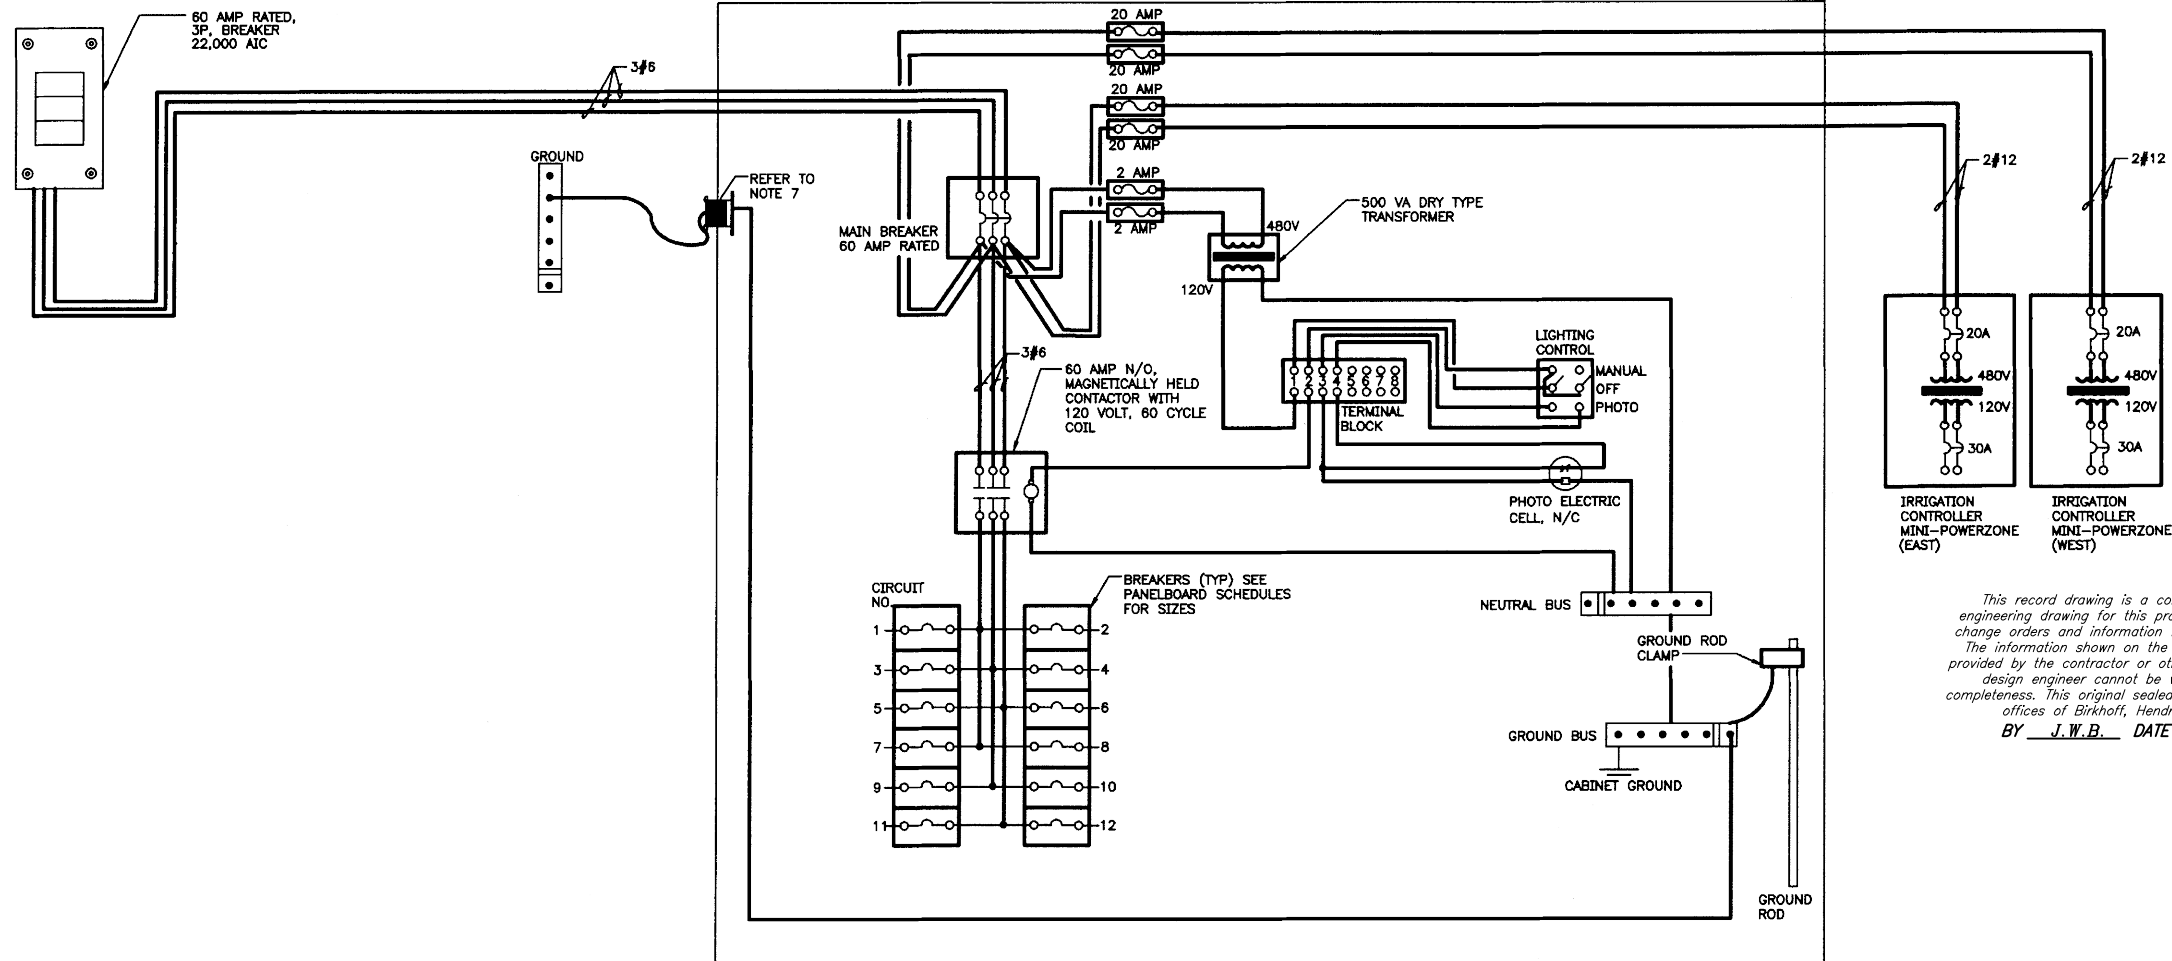 60 AMP RATED,
3P, BREAKER
22,000 AIC
3#6
20 AMP
20 AMP
20 AMP
20 AMP
2 AMP
2 AMP
GROUND
REFER TO
NOTE 7
MAIN BREAKER
60 AMP RATED
500 VA DRY TYPE
TRANSFORMER
480V
120V
2#12
2#12
3#6
60 AMP N/O,
MAGNETICALLY HELD
CONTACTOR WITH
120 VOLT, 60 CYCLE
COIL
1 2 3 4 5 6 7 8
TERMINAL
BLOCK
LIGHTING
CONTROL
MANUAL
OFF
PHOTO
PHOTO ELECTRIC
CELL, N/C
20A
480V
120V
30A
IRRIGATION
CONTROLLER
MINI-POWERZONE
(EAST)
20A
480V
120V
30A
IRRIGATION
CONTROLLER
MINI-POWERZONE
(WEST)
CIRCUIT
NO.
BREAKERS (TYP) SEE
PANELBOARD SCHEDULES
FOR SIZES
1
2
3
4
5
6
7
8
9
10
11
12
NEUTRAL BUS
GROUND ROD
CLAMP
GROUND BUS
CABINET GROUND
GROUND
ROD
This record drawing is a
engineering drawing for this
change orders and information
The information shown on the
provided by the contractor or
design engineer cannot be
completeness. This original sealed
offices of Birkhoff,
BY J.W.B. DATE